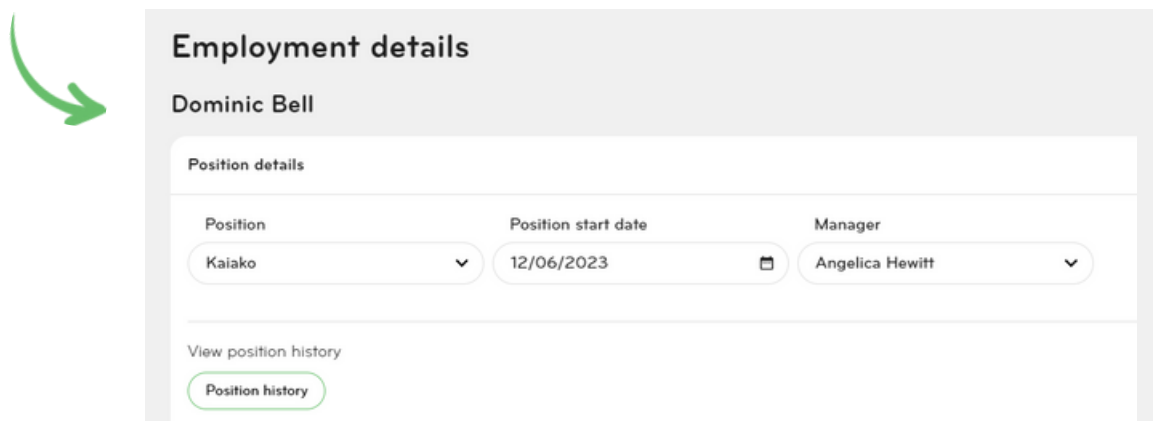 Employment details
Dominic Bell
Position details
Position Position start date Manager
Kaiako 12/06/2023 Angelica Hewitt
View position history
Position history